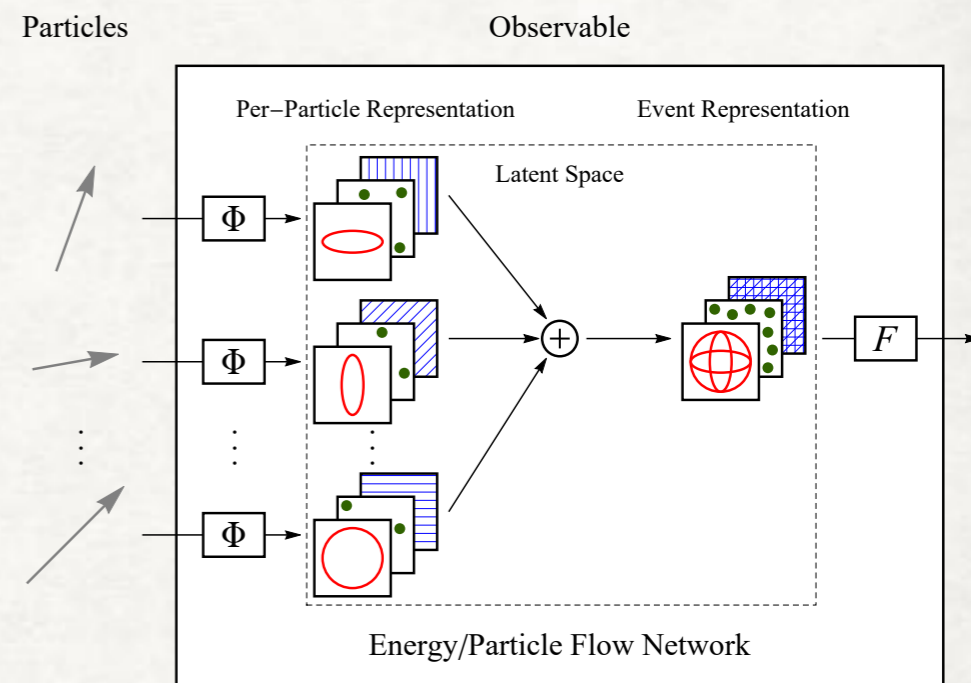 Particles
Observable
Per−Particle Representation
Event Representation
Latent Space
Φ
Φ
+
F
Φ
Energy/Particle Flow Network